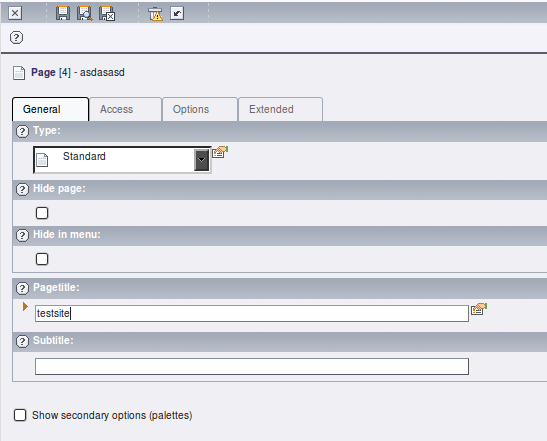 Page [4] - asdasasd
General Access Options Extended
Type:
Standard
Hide page:
Hide in menu:
Pagetitle:
testsite
Subtitle:
Show secondary options (palettes)